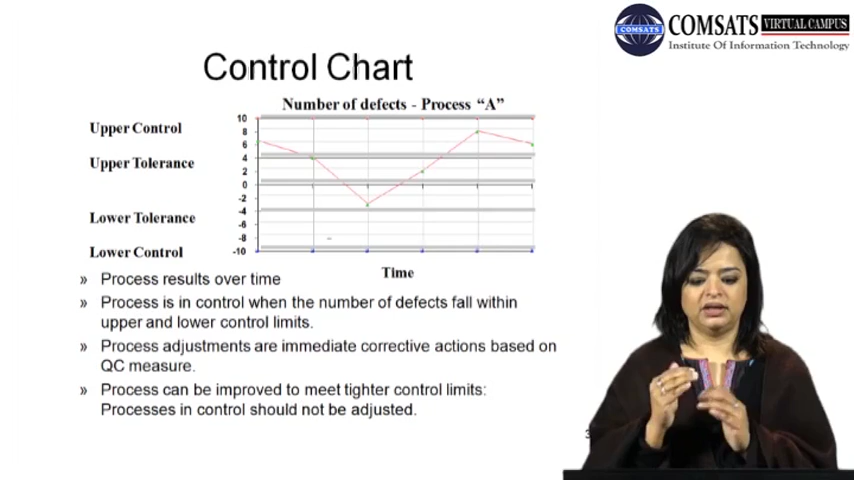 COMSATS
COMSATS VIRTUAL CAMPUS
Institute Of Information Technology
Control Chart
Number of defects - Process “A”
Upper Control
Upper Tolerance
Lower Tolerance
Lower Control
10
8
6
4
2
0
-2
-4
-6
-8
-10
Time
» Process results over time
» Process is in control when the number of defects fall within
upper and lower control limits.
» Process adjustments are immediate corrective actions based on
QC measure.
» Process can be improved to meet tighter control limits:
Processes in control should not be adjusted.